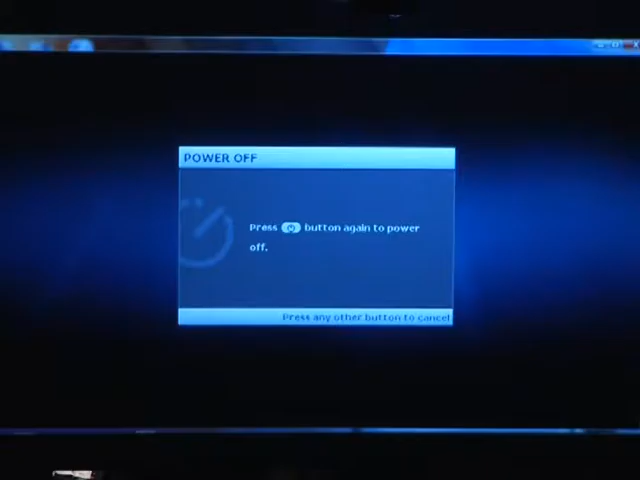 POWER OFF
Press button again to power
off.
Press any other button to cancel